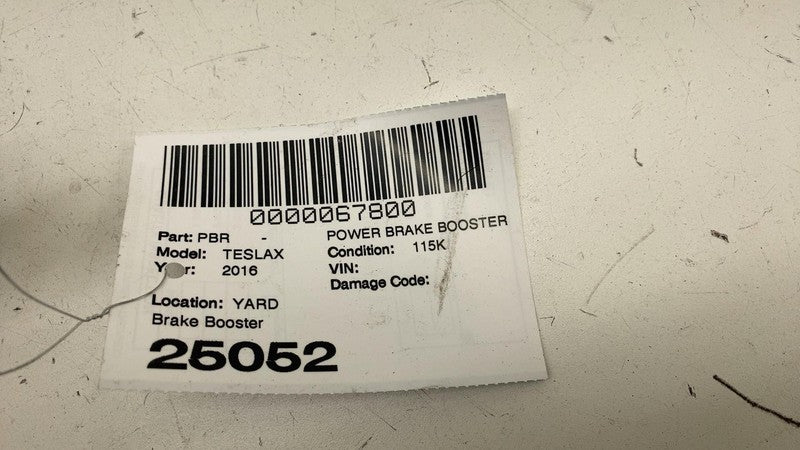 0000067800
Part: PBR - POWER BRAKE BOOSTER
Model: TESLAX Condition: 115K
Year: 2016 VIN:
Damage Code:
Location: YARD
Brake Booster
25052